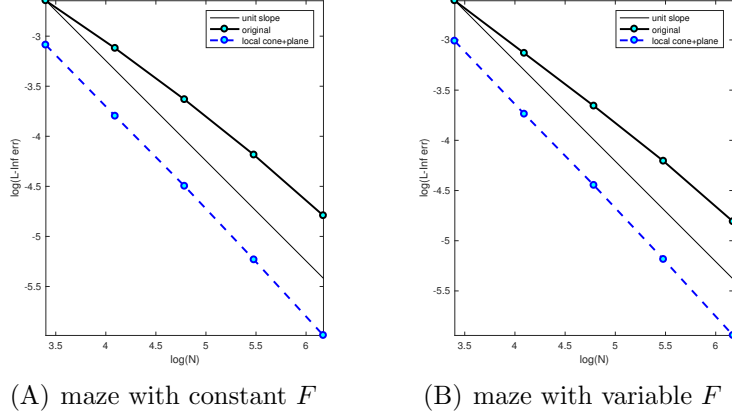 unit slope
original
local cone+plane
-3
-3.5
-4
-4.5
-5
-5.5
log(L-Inf err)
3.5 4 4.5 5 5.5 6
log(N)
(A) maze with constant F
unit slope
original
local cone+plane
-3
-3.5
-4
-4.5
-5
-5.5
log(L-Inf err)
3.5 4 4.5 5 5.5 6
log(N)
(B) maze with variable F